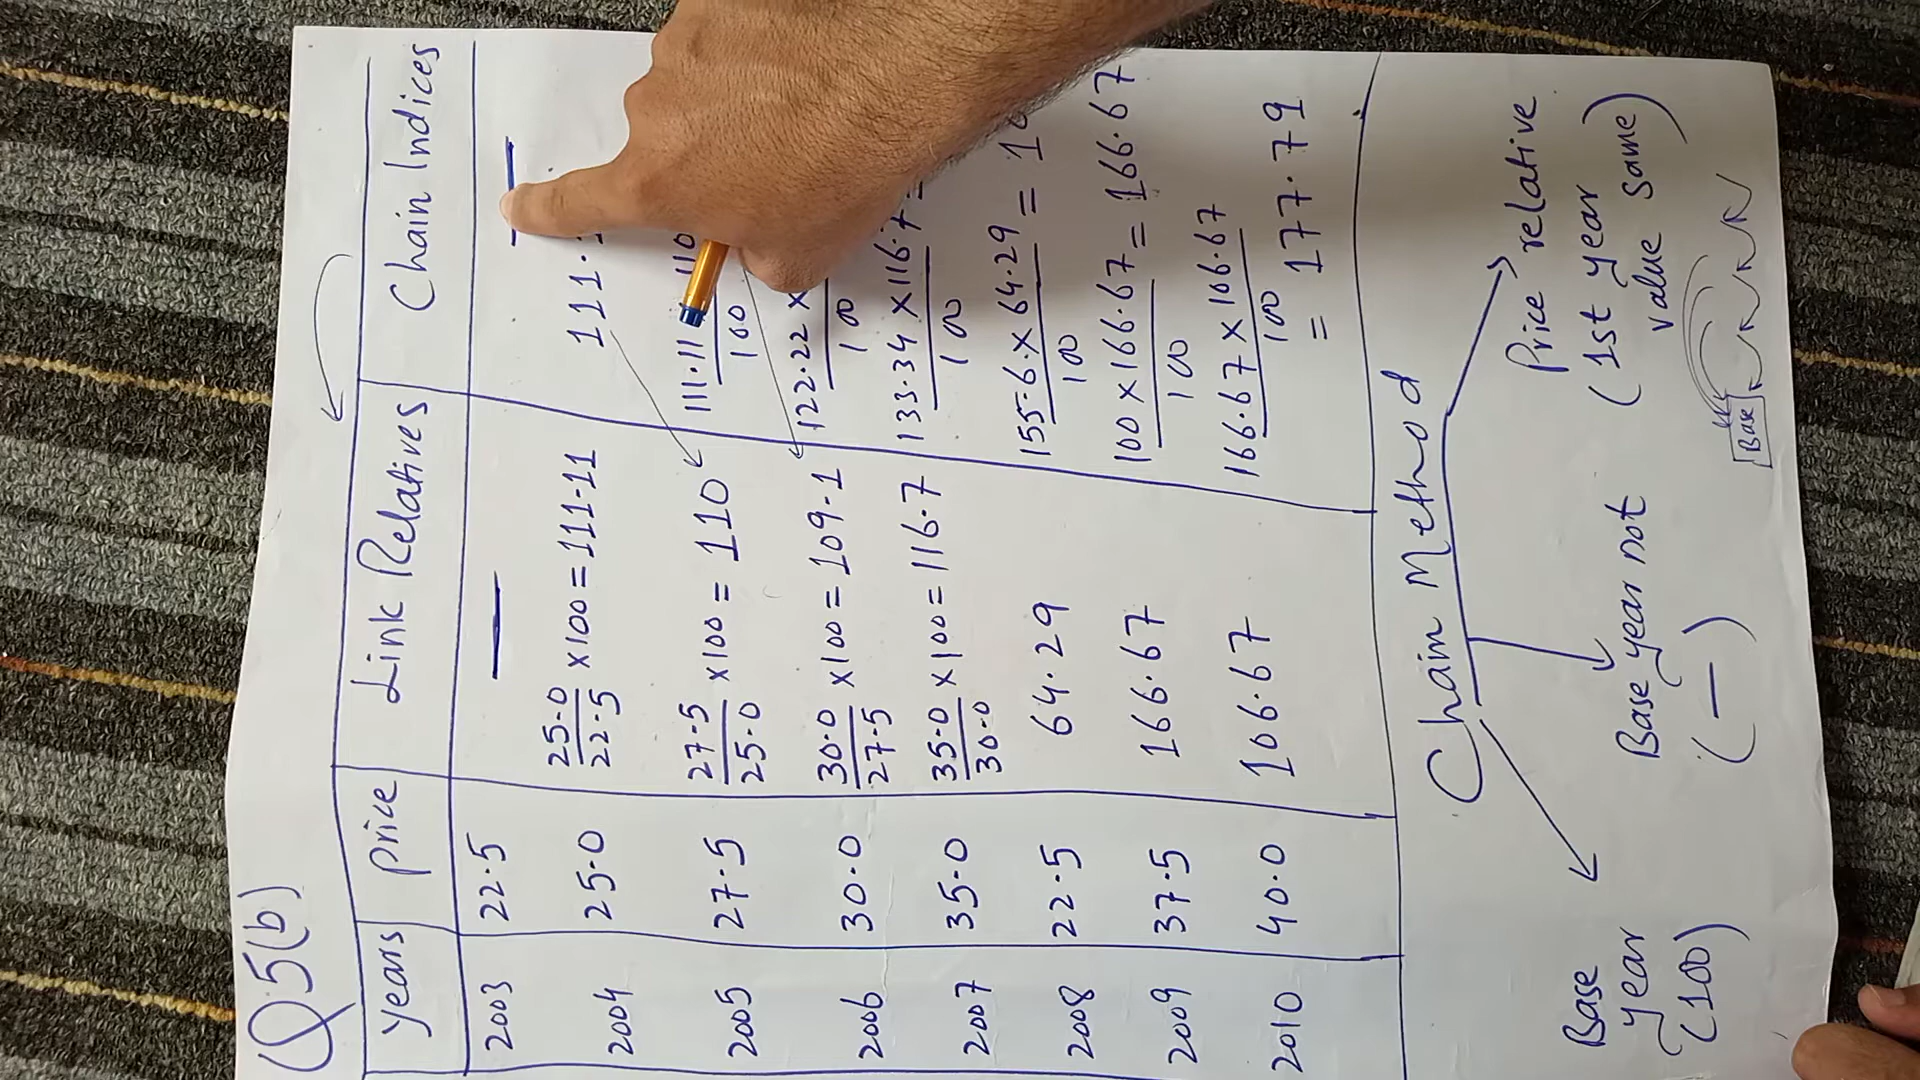 Q5(b)
Years Price Link Relatives Chain Indices
2003 22.5 — —
2004 25.0 25.0/22.5 ×100 = 111.11 111.
2005 27.5 27.5/25.0 ×100 = 110 111.11 110 / 100
2006 30.0 30.0/27.5 ×100 = 109.1 122.22 × / 100
2007 35.0 35.0/30.0 ×100 = 116.7 133.34 × 116.7 / 100 =
2008 22.5 64.29 155.6 × 64.29 / 100 = 10
2009 37.5 166.67 100 × 166.67 / 100 = 166.67
2010 40.0 106.67 166.67 × 106.67 / 100
= 177.79
Chain Method
Base
year
(100)
Base year not
(—)
Price relative
(1st year
value same)
Base